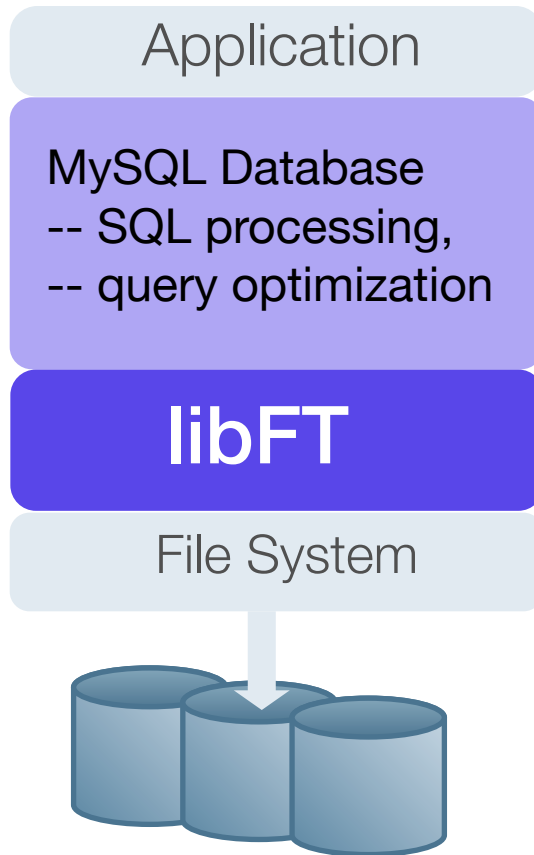 Application
MySQL Database
-- SQL processing,
-- query optimization
libFT
File System